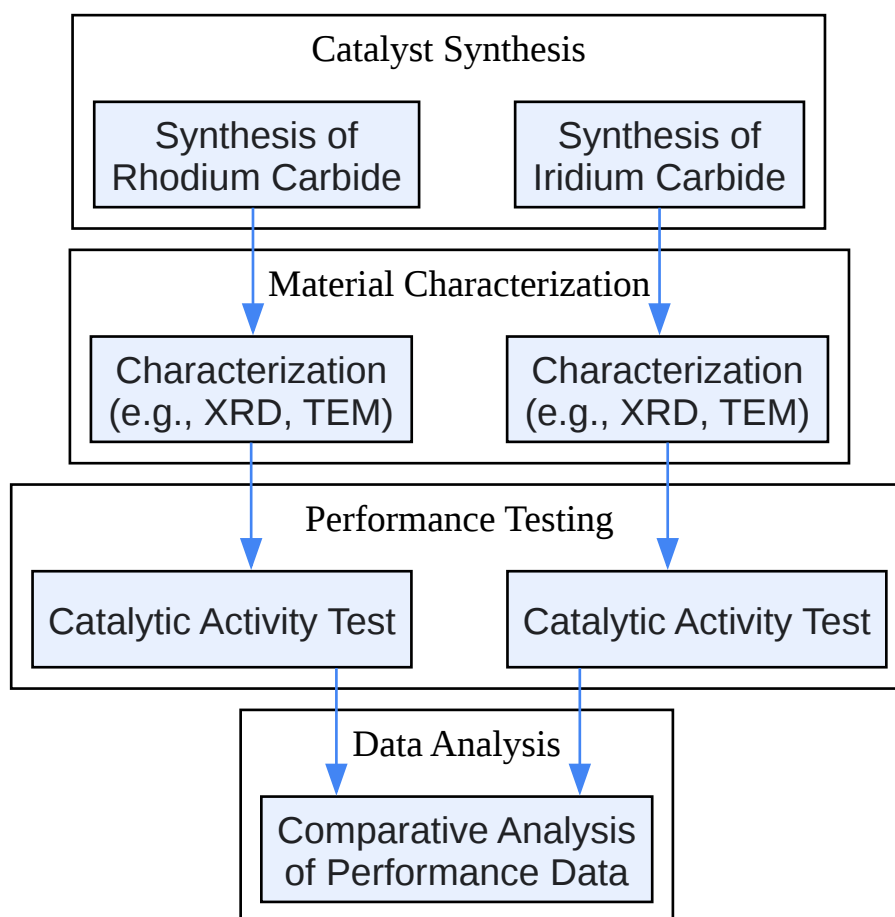 Catalyst Synthesis
Synthesis of
Rhodium Carbide
Synthesis of
Iridium Carbide
Material Characterization
Characterization
(e.g., XRD, TEM)
Characterization
(e.g., XRD, TEM)
Performance Testing
Catalytic Activity Test
Catalytic Activity Test
Data Analysis
Comparative Analysis
of Performance Data